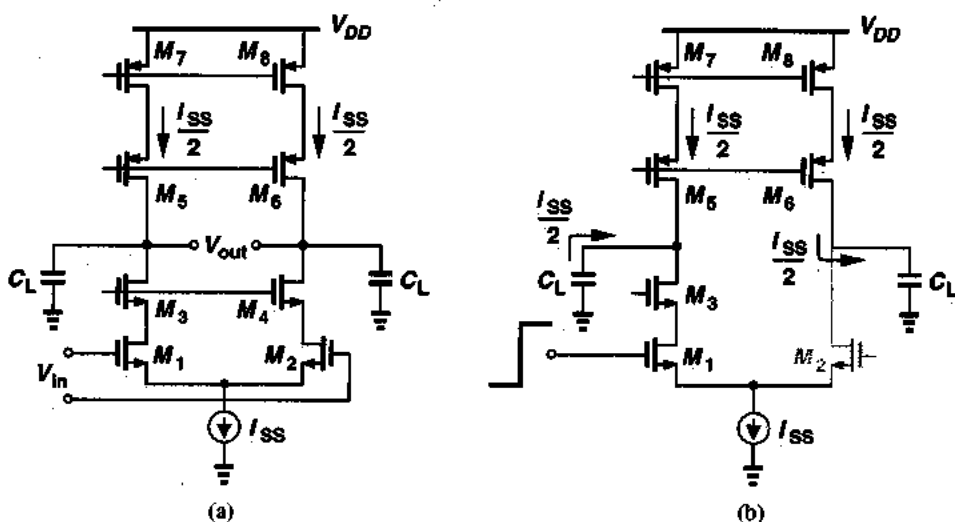 V_DD
M_7
M_8
I_SS/2
I_SS/2
M_5
M_6
V_out
C_L
C_L
M_3
M_4
M_1
M_2
V_in
I_SS
(a)
V_DD
M_7
M_8
I_SS/2
I_SS/2
M_5
M_6
I_SS/2
I_SS/2
C_L
C_L
M_3
M_1
M_2
I_SS
(b)